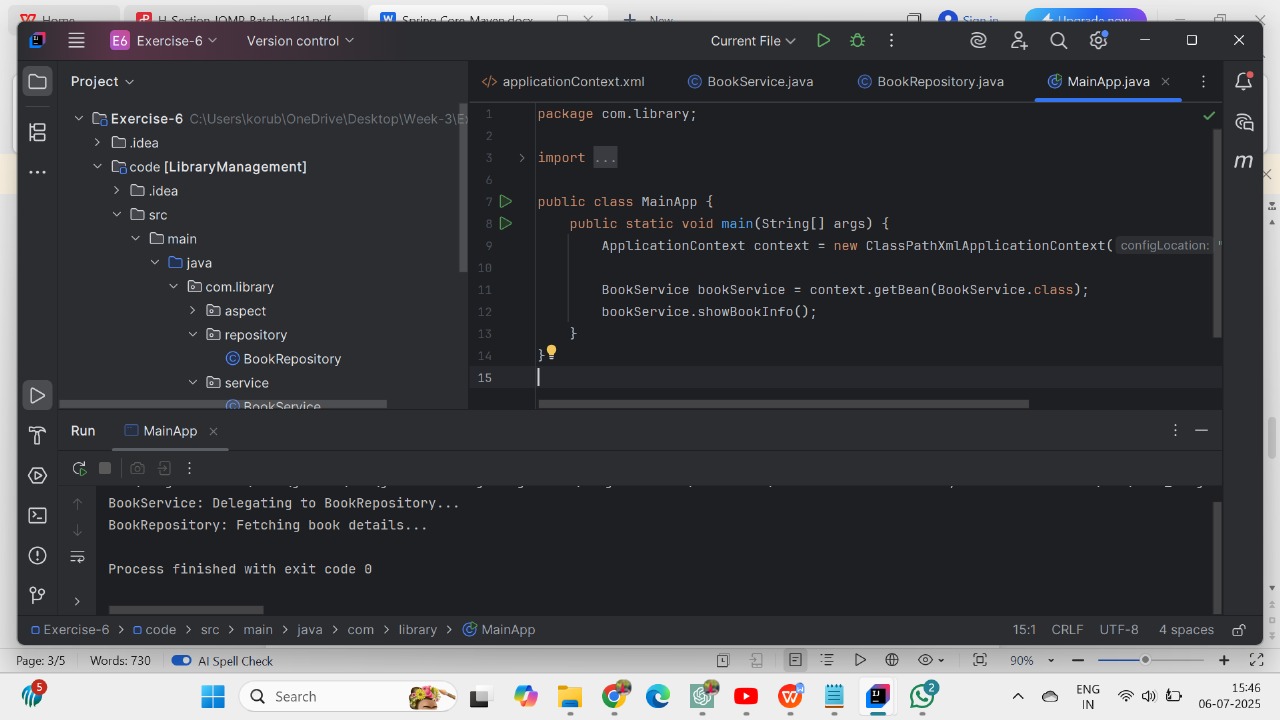 Home
H-Section IOMP-Batches1[1].pdf
Spring Core Maven.docx
New
Sign in
Upgrade now
E6 Exercise-6
Version control
Current File
Project
applicationContext.xml
BookService.java
BookRepository.java
MainApp.java
Exercise-6 C:\Users\korub\OneDrive\Desktop\Week-3\E
.idea
code [LibraryManagement]
.idea
src
main
java
com.library
aspect
repository
BookRepository
service
BookService
1 package com.library;
2
3 import ...
6
7 public class MainApp {
8 public static void main(String[] args) {
9 ApplicationContext context = new ClassPathXmlApplicationContext( configLocation: "
10
11 BookService bookService = context.getBean(BookService.class);
12 bookService.showBookInfo();
13 }
14 }
15
m
Run
MainApp
BookService: Delegating to BookRepository...
BookRepository: Fetching book details...
Process finished with exit code 0
Exercise-6 > code > src > main > java > com > library > MainApp
15:1 CRLF UTF-8 4 spaces
Page: 3/5 Words: 730 AI Spell Check
90%
5
Search
2
ENG
IN
15:46
06-07-2025